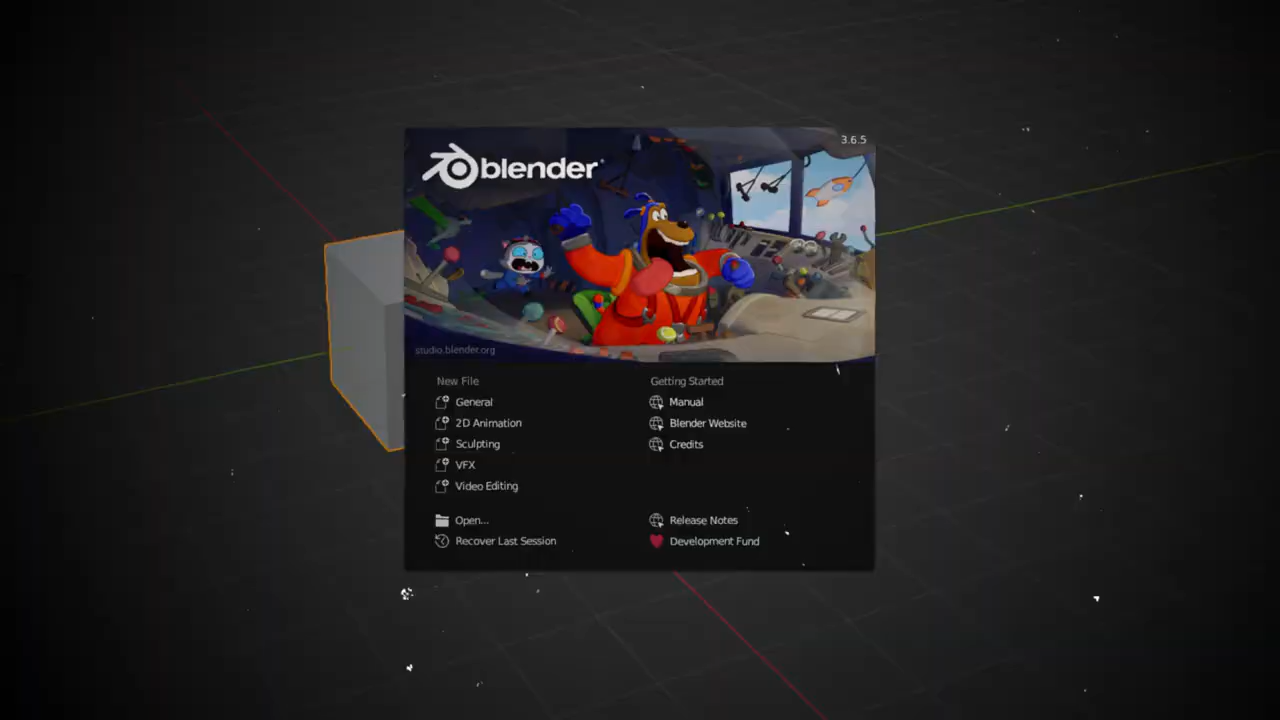 3.6.5
blender
studio.blender.org
New File
General
2D Animation
Sculpting
VFX
Video Editing
Open...
Recover Last Session
Getting Started
Manual
Blender Website
Credits
Release Notes
Development Fund